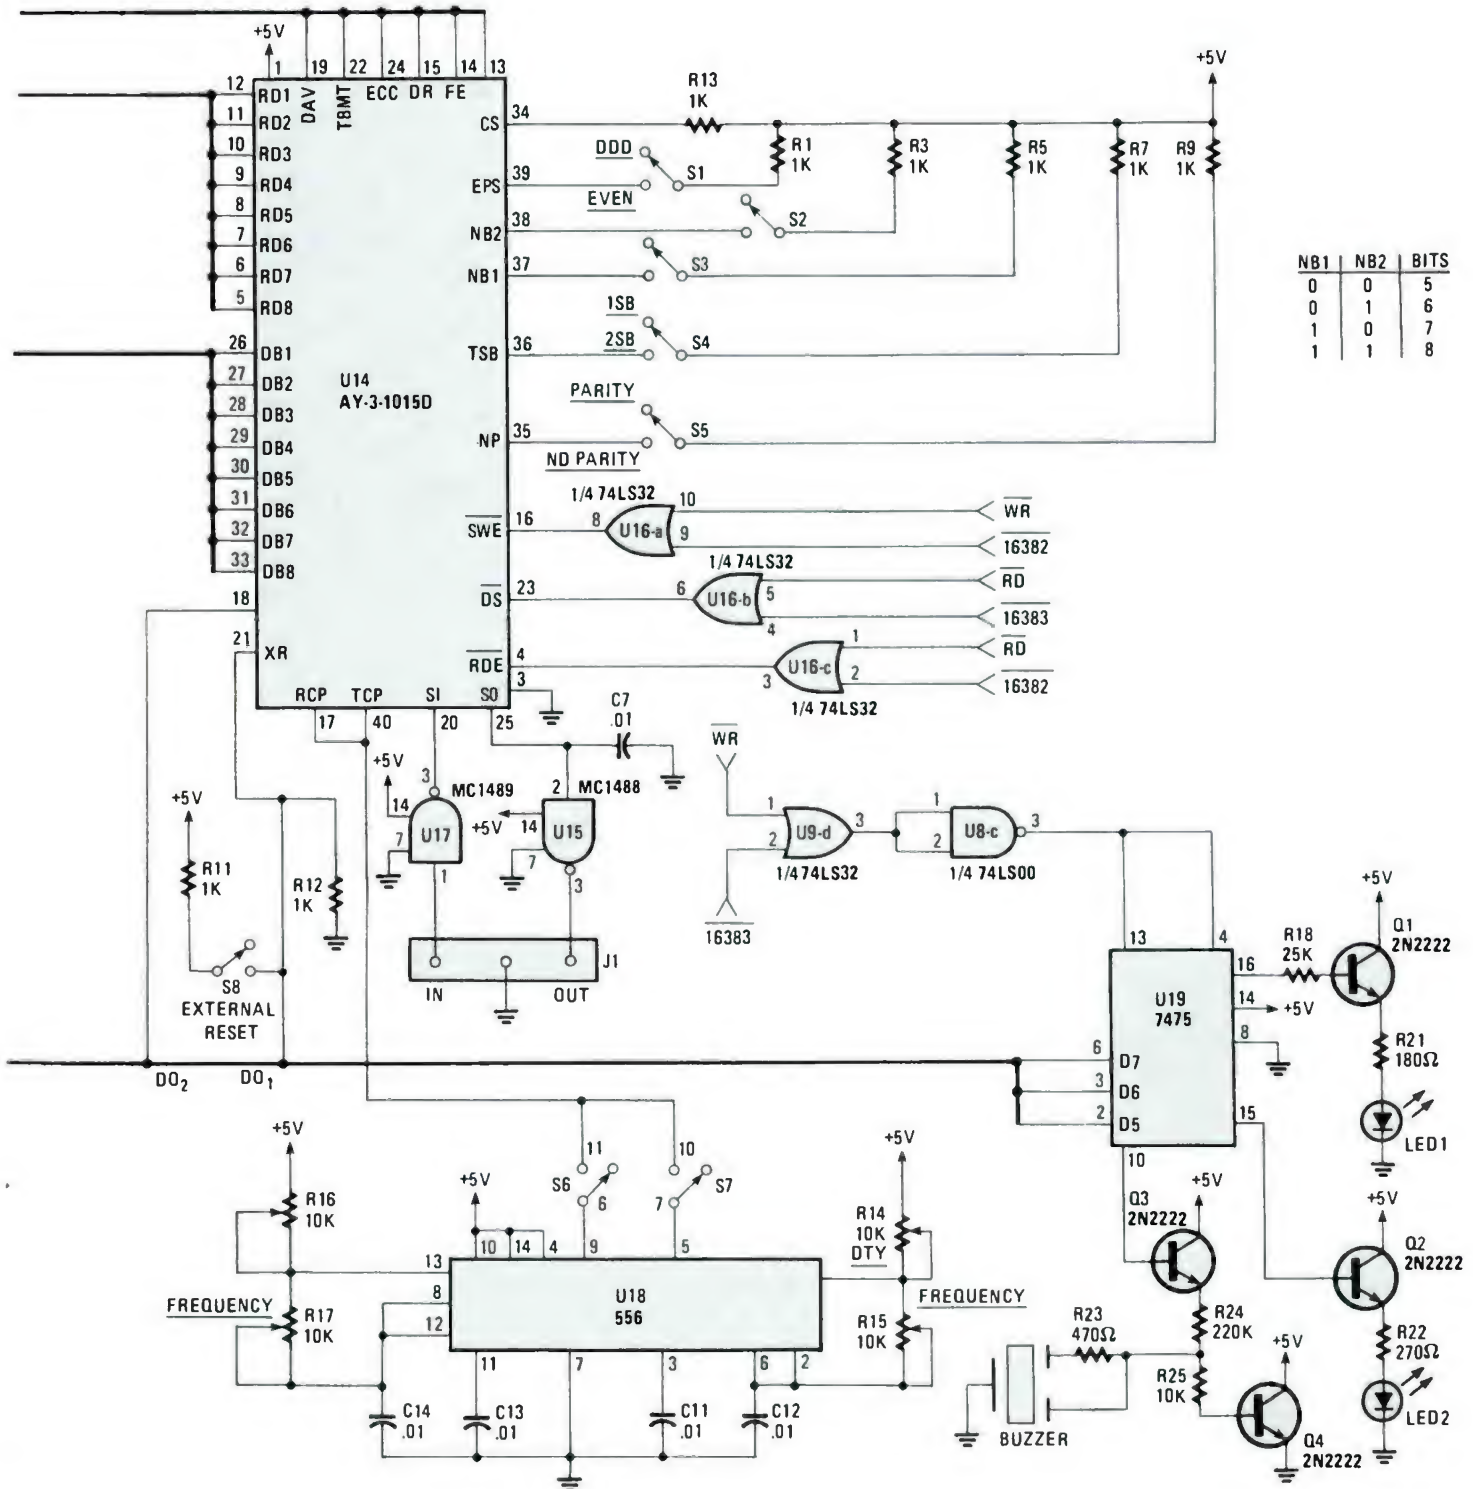 +5V
1 19 22 24 15 14 13
DAV TBMT ECC DR FE
12 RD1
11 RD2
10 RD3
9 RD4
8 RD5
7 RD6
6 RD7
5 RD8
26 DB1
27 DB2
28 DB3
29 DB4
30 DB5
31 DB6
32 DB7
33 DB8
18
21 XR
U14
AY-3-1015D
CS 34
EPS 39
NB2 38
NB1 37
TSB 36
NP 35
SWE 16
DS 23
RDE 4
3
RCP TCP SI SO
17 40 20 25
R13
1K
+5V
R1
1K
R3
1K
R5
1K
R7
1K
R9
1K
DDD
S1
EVEN
S2
S3
1SB
2SB
S4
PARITY
S5
ND PARITY
NB1 NB2 BITS
0 0 5
0 1 6
1 0 7
1 1 8
1/4 74LS32
8 U16-a 10 9
WR
16382
1/4 74LS32
6 U16-b 5 4
RD
16383
3 U16-c 1 2
RD
16382
1/4 74LS32
C7
.01
+5V
3
MC1489
14
7
U17
1
MC1488
2
+5V
14
7
U15
3
J1
IN OUT
WR
1
2
U9-d
3
1/4 74LS32
16383
1
2
U8-c
3
1/4 74LS00
+5V
R11
1K
R12
1K
S8
EXTERNAL
RESET
DO2 DO1
13 4
U19
7475
16
14
+5V
8
15
6 D7
3 D6
2 D5
10
R18
25K
+5V
Q1
2N2222
R21
180Ω
LED1
+5V
R16
10K
FREQUENCY
R17
10K
+5V
10 14 4 9 5
11
S6
6
10
S7
7
13
8
12
U18
556
11 7 3 6 2
C14
.01
C13
.01
C11
.01
C12
.01
+5V
R14
10K
DTY
FREQUENCY
R15
10K
Q3
2N2222
+5V
R24
220K
R23
470Ω
R25
10K
BUZZER
+5V
Q4
2N2222
+5V
Q2
2N2222
R22
270Ω
LED2